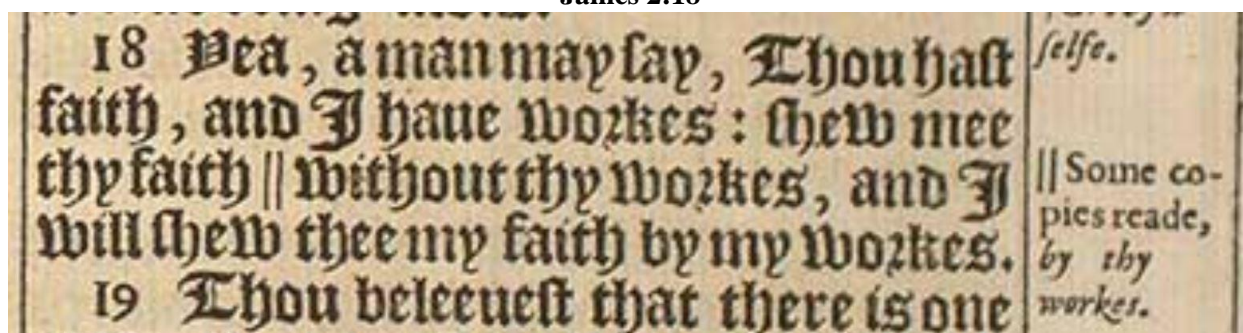 James 2:18
18 Yea, a man may say, Thou hast
faith, and I haue workes: shew mee
thy faith || without thy workes, and I
will shew thee my faith by my workes.
19 Thou beleeuest that there is one
selfe.
|| Some co-
pies reade,
by thy
workes.